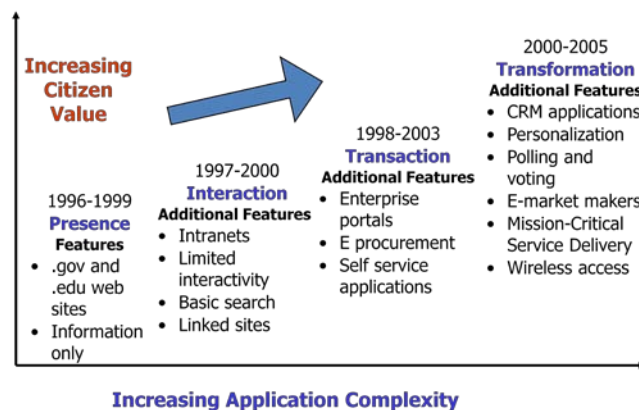 Increasing
Citizen
Value
1996-1999
Presence
Features
• .gov and
.edu web
sites
• Information
only
1997-2000
Interaction
Additional Features
• Intranets
• Limited
interactivity
• Basic search
• Linked sites
1998-2003
Transaction
Additional Features
• Enterprise
portals
• E procurement
• Self service
applications
2000-2005
Transformation
Additional Features
• CRM applications
• Personalization
• Polling and
voting
• E-market makers
• Mission-Critical
Service Delivery
• Wireless access
Increasing Application Complexity